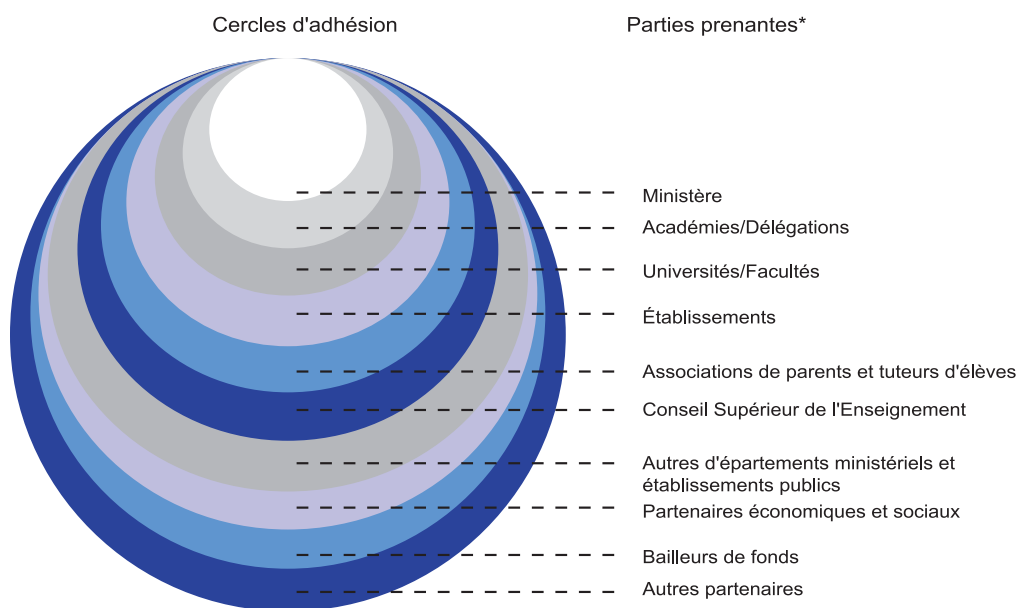 Cercles d'adhésion
Parties prenantes*
Ministère
Académies/Délégations
Universités/Facultés
Établissements
Associations de parents et tuteurs d'élèves
Conseil Supérieur de l'Enseignement
Autres d'épartements ministériels et
établissements publics
Partenaires économiques et sociaux
Bailleurs de fonds
Autres partenaires